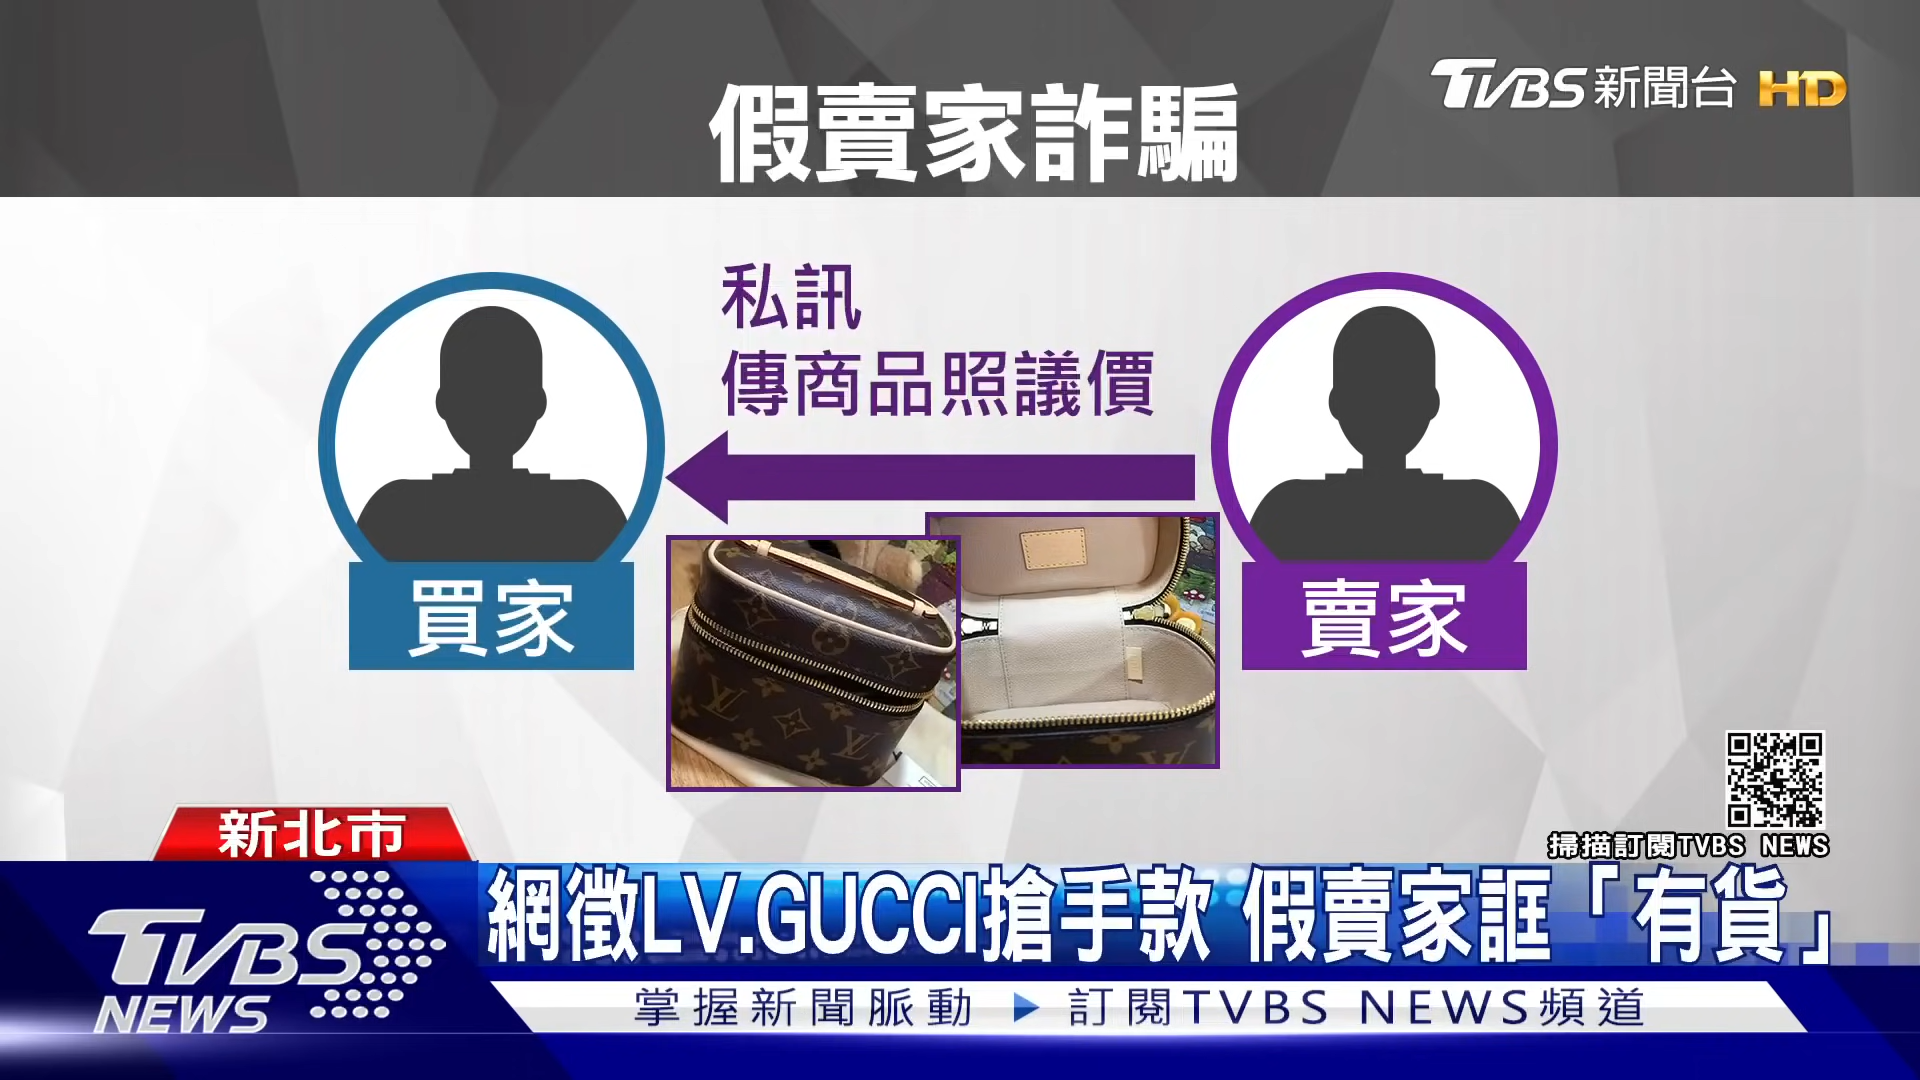 假賣家詐騙
TVBS新聞台 HD
私訊
傳商品照議價
買家
賣家
新北市
掃描訂閱TVBS NEWS
網徵LV.GUCCI搶手款 假賣家誆「有貨」
TVBS NEWS
掌握新聞脈動 ▶ 訂閱TVBS NEWS頻道